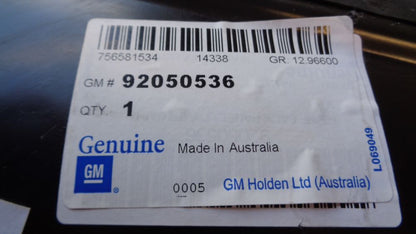 756581534 14338 GR: 12.96600
GM # 92050536
QTY. 1
Genuine Made In Australia
GM
0005 GM Holden Ltd (Australia)
L069049